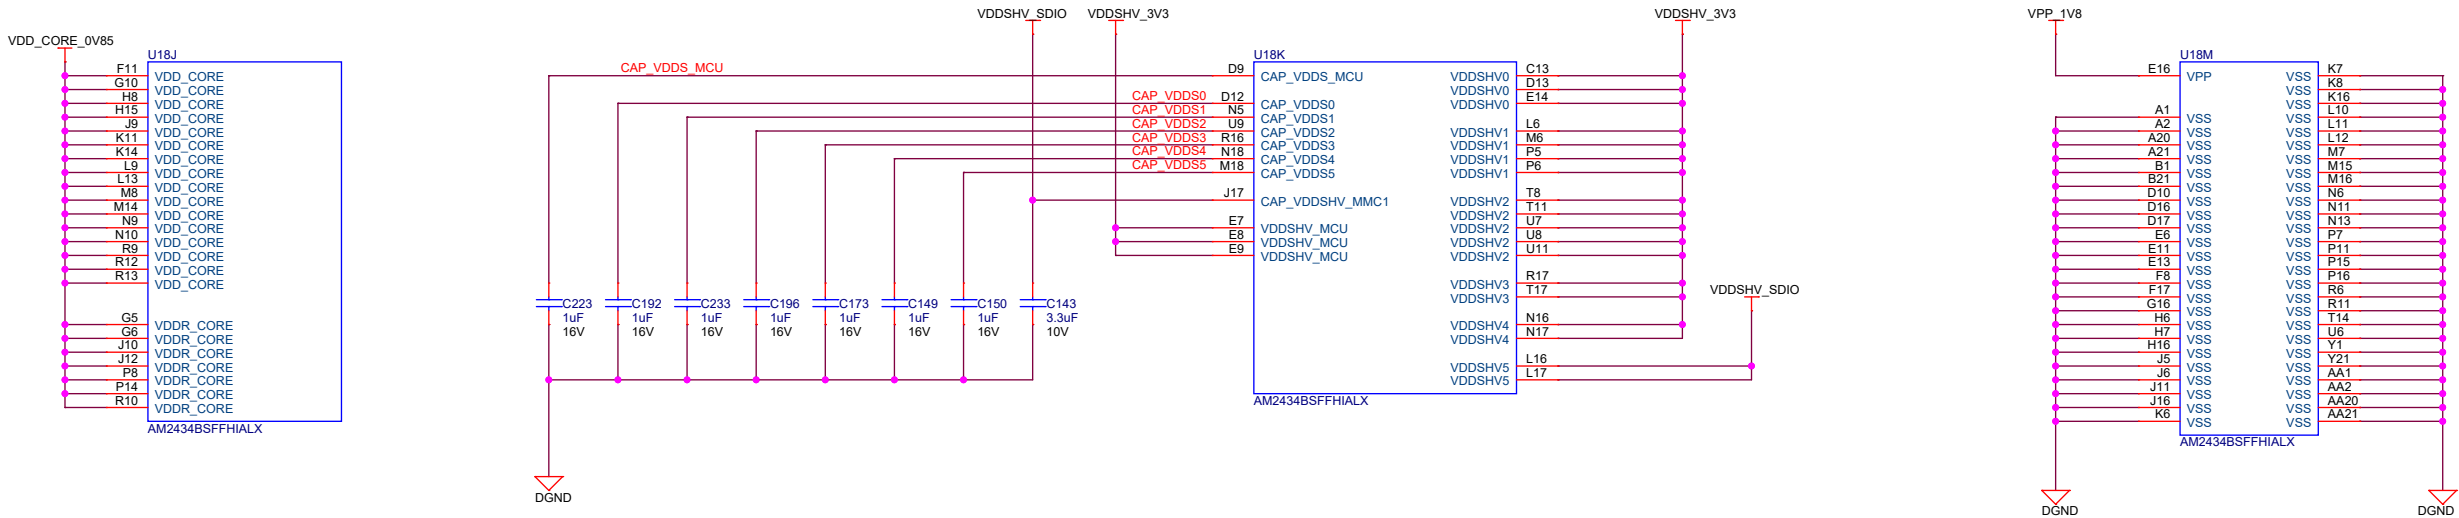 VDD_CORE_0V85
U18J
F11 VDD_CORE
G10 VDD_CORE
H8 VDD_CORE
H15 VDD_CORE
J9 VDD_CORE
K11 VDD_CORE
K14 VDD_CORE
L9 VDD_CORE
L13 VDD_CORE
M8 VDD_CORE
M14 VDD_CORE
N9 VDD_CORE
N10 VDD_CORE
R9 VDD_CORE
R12 VDD_CORE
R13 VDD_CORE
G5 VDDR_CORE
G6 VDDR_CORE
J10 VDDR_CORE
J12 VDDR_CORE
P8 VDDR_CORE
P14 VDDR_CORE
R10 VDDR_CORE
AM2434BSFFHIALX
VDDSHV_SDIO VDDSHV_3V3 VDDSHV_3V3
U18K
CAP_VDDS_MCU D9 CAP_VDDS_MCU VDDSHV0 C13
VDDSHV0 D13
CAP_VDDS0 D12 CAP_VDDS0 VDDSHV0 E14
CAP_VDDS1 N5 CAP_VDDS1
CAP_VDDS2 U9 CAP_VDDS2 VDDSHV1 L6
CAP_VDDS3 R16 CAP_VDDS3 VDDSHV1 M6
CAP_VDDS4 N18 CAP_VDDS4 VDDSHV1 P5
CAP_VDDS5 M18 CAP_VDDS5 VDDSHV1 P6
J17 CAP_VDDSHV_MMC1 VDDSHV2 T8
VDDSHV2 T11
E7 VDDSHV_MCU VDDSHV2 U7
E8 VDDSHV_MCU VDDSHV2 U8
E9 VDDSHV_MCU VDDSHV2 U11
VDDSHV3 R17
VDDSHV3 T17
VDDSHV4 N16
VDDSHV4 N17
VDDSHV5 L16
VDDSHV5 L17
AM2434BSFFHIALX
VDDSHV_SDIO
C223 C192 C233 C196 C173 C149 C150 C143
1uF 1uF 1uF 1uF 1uF 1uF 1uF 3.3uF
16V 16V 16V 16V 16V 16V 16V 10V
DGND
VPP_1V8
U18M
E16 VPP VSS K7
VSS K8
VSS K16
A1 VSS VSS L10
A2 VSS VSS L11
A20 VSS VSS L12
A21 VSS VSS M7
B1 VSS VSS M15
B21 VSS VSS M16
D10 VSS VSS N6
D16 VSS VSS N11
D17 VSS VSS N13
E6 VSS VSS P7
E11 VSS VSS P11
E13 VSS VSS P15
F8 VSS VSS P16
F17 VSS VSS R6
G16 VSS VSS R11
H6 VSS VSS T14
H7 VSS VSS U6
H16 VSS VSS Y1
J5 VSS VSS Y21
J6 VSS VSS AA1
J11 VSS VSS AA2
J16 VSS VSS AA20
K6 VSS VSS AA21
AM2434BSFFHIALX
DGND DGND